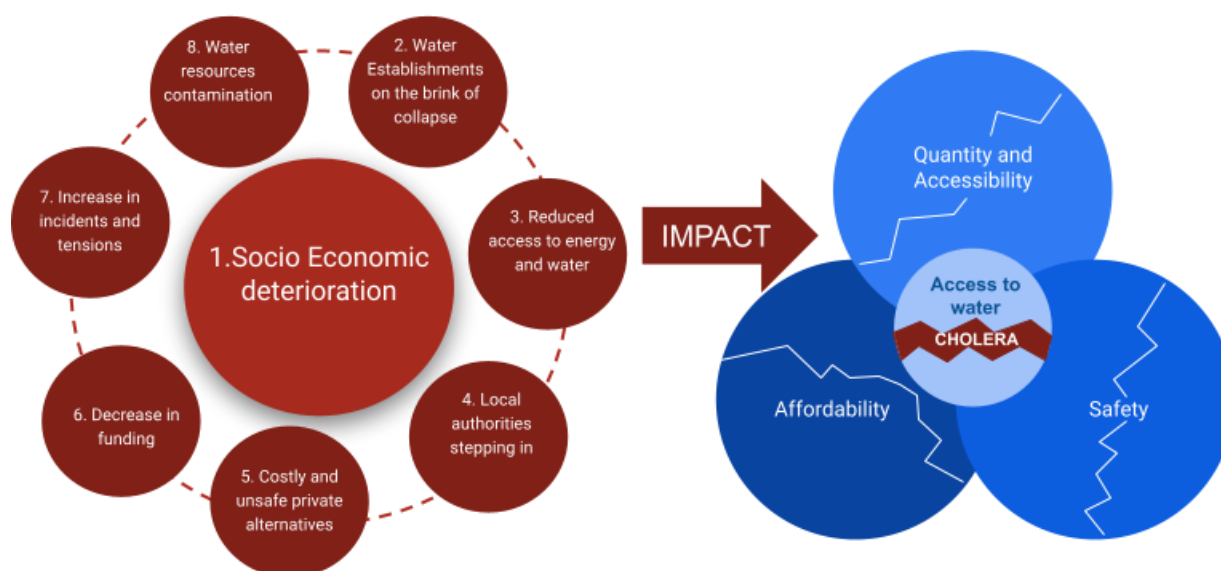 1.Socio Economic
deterioration
2. Water
Establishments
on the brink of
collapse
3. Reduced
access to energy
and water
4. Local
authorities
stepping in
5. Costly and
unsafe private
alternatives
6. Decrease in
funding
7. Increase in
incidents and
tensions
8. Water
resources
contamination
IMPACT
Quantity and
Accessibility
Access to
water
CHOLERA
Affordability
Safety